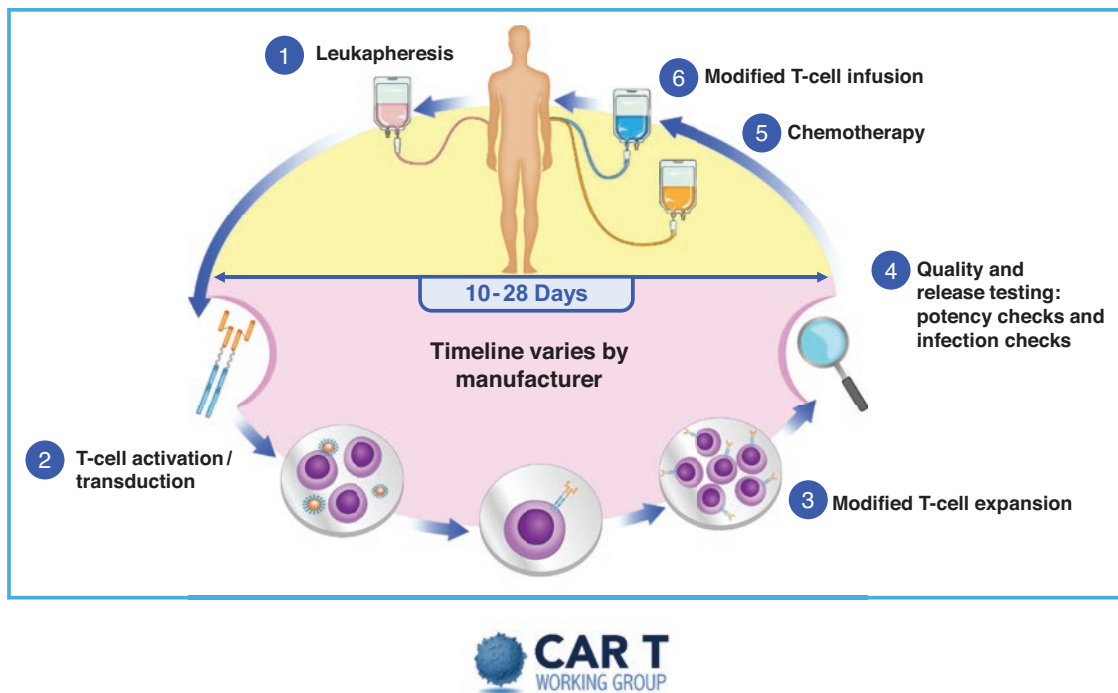 1 Leukapheresis
6 Modified T-cell infusion
5 Chemotherapy
4 Quality and
release testing:
potency checks and
infection checks
10-28 Days
Timeline varies by
manufacturer
2 T-cell activation/
transduction
3 Modified T-cell expansion
CAR T
WORKING GROUP